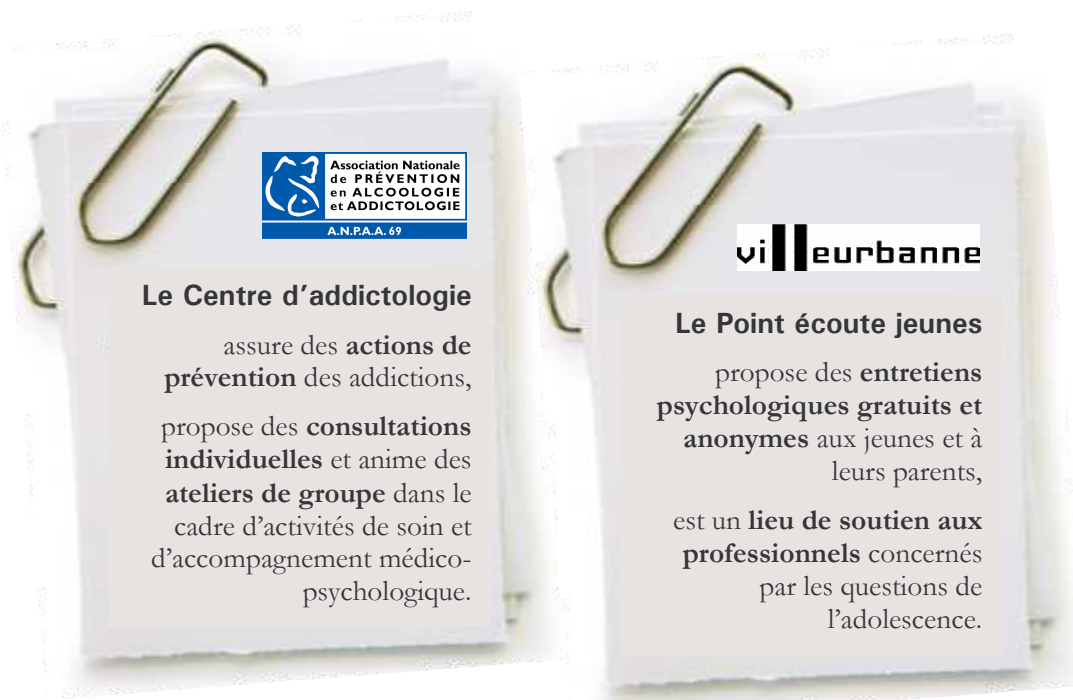 Association Nationale
de PRÉVENTION
en ALCOOLOGIE
et ADDICTOLOGIE
A.N.P.A.A. 69
Le Centre d’addictologie
assure des actions de
prévention des addictions,
propose des consultations
individuelles et anime des
ateliers de groupe dans le
cadre d’activités de soin et
d’accompagnement médico-
psychologique.
villeurbanne
Le Point écoute jeunes
propose des entretiens
psychologiques gratuits et
anonymes aux jeunes et à
leurs parents,
est un lieu de soutien aux
professionnels concernés
par les questions de
l’adolescence.